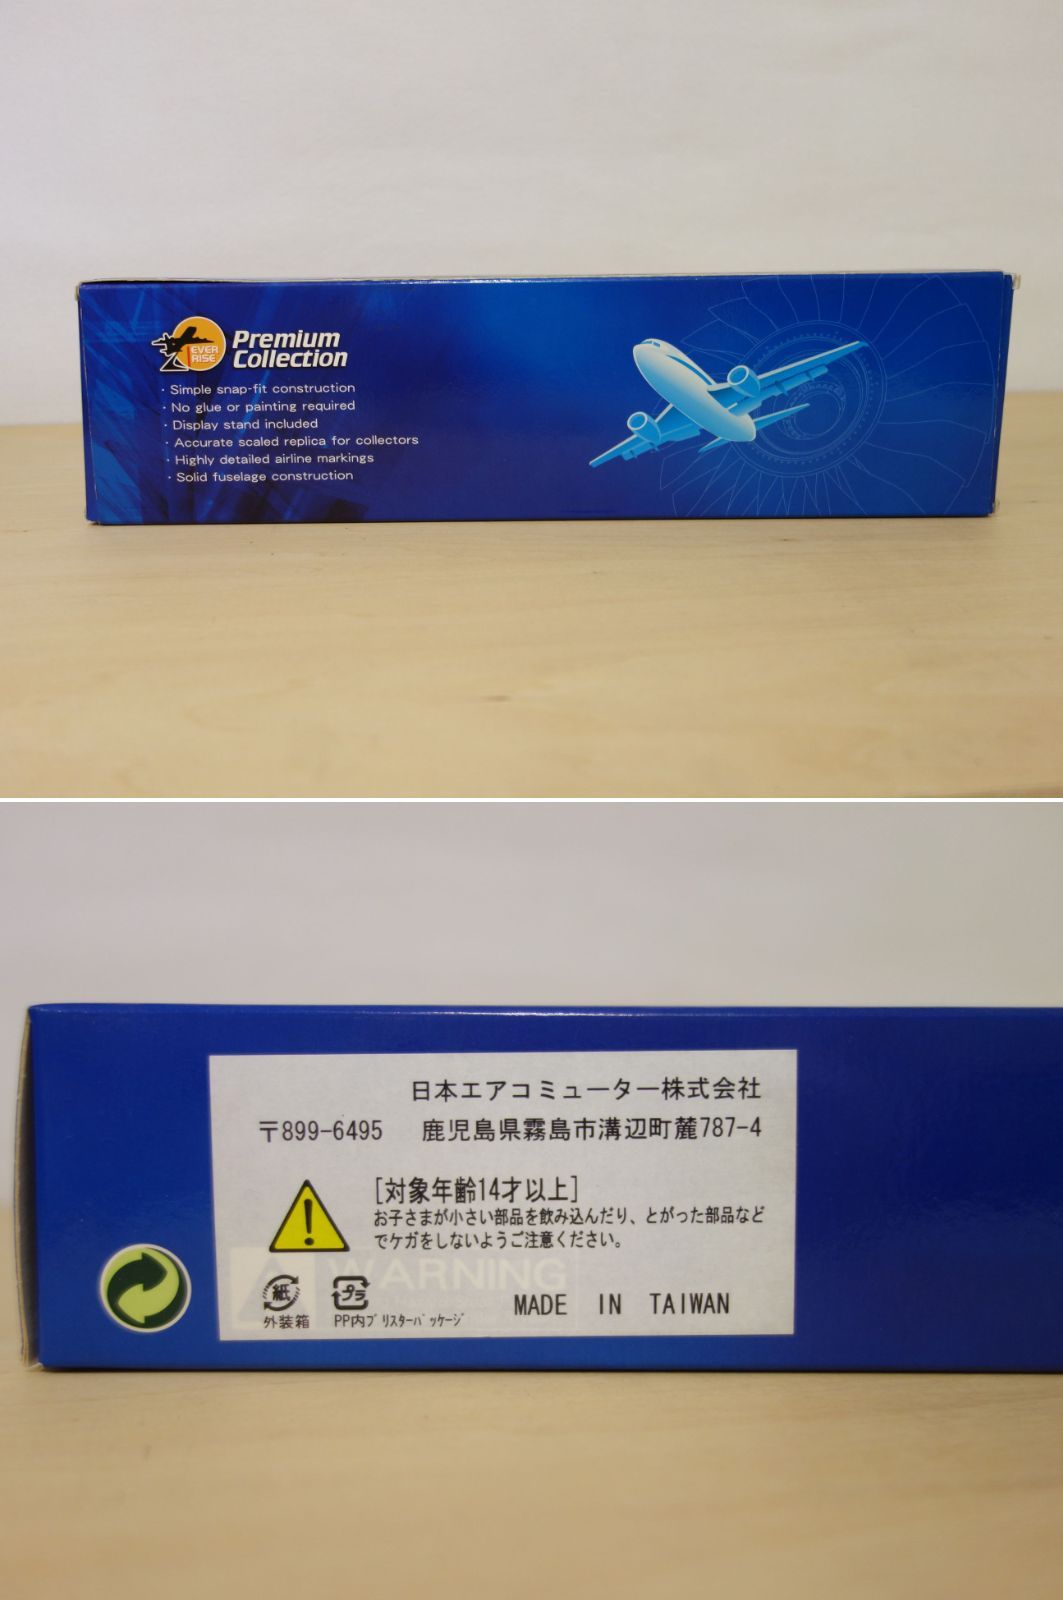 EVER
RISE
Premium
Collection
· Simple snap-fit construction
· No glue or painting required
· Display stand included
· Accurate scaled replica for collectors
· Highly detailed airline markings
· Solid fuselage construction
日本エアコミューター株式会社
〒899-6495 鹿児島県霧島市溝辺町麓787-4
[対象年齢14才以上]
お子さまが小さい部品を飲み込んだり、とがった部品など
でケガをしないようご注意ください。
WARNING
紙 プラ
外装箱 PP内ブリスターパッケージ
MADE IN TAIWAN